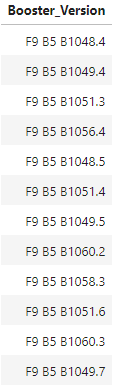 Booster_Version
F9 B5 B1048.4
F9 B5 B1049.4
F9 B5 B1051.3
F9 B5 B1056.4
F9 B5 B1048.5
F9 B5 B1051.4
F9 B5 B1049.5
F9 B5 B1060.2
F9 B5 B1058.3
F9 B5 B1051.6
F9 B5 B1060.3
F9 B5 B1049.7